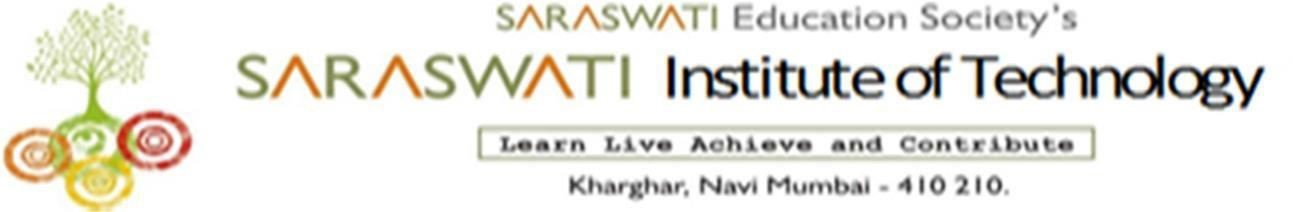 SARASWATI Education Society's
SARASWATI Institute of Technology
Learn Live Achieve and Contribute
Kharghar, Navi Mumbai - 410 210.